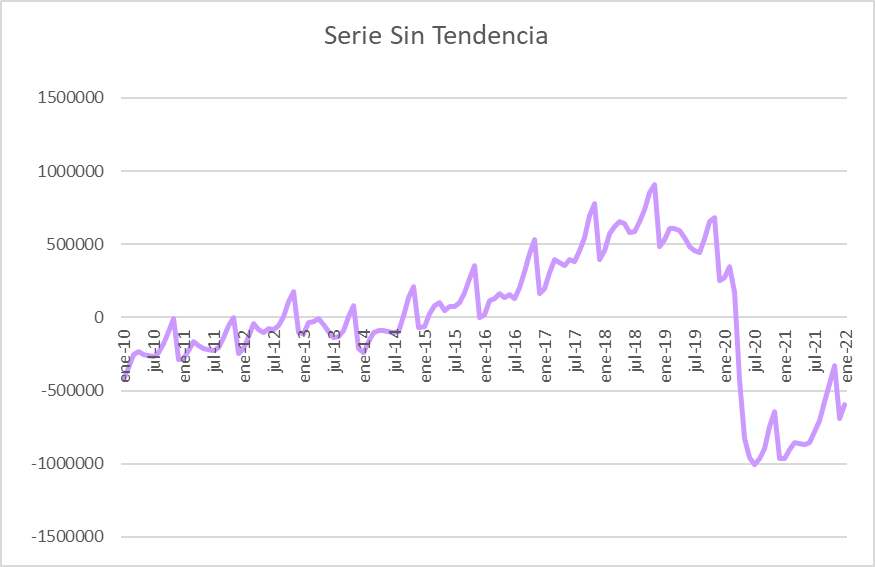 Serie Sin Tendencia
1500000
1000000
500000
0
-500000
-1000000
-1500000
ene-10
jul-10
ene-11
jul-11
ene-12
jul-12
ene-13
jul-13
ene-14
jul-14
ene-15
jul-15
ene-16
jul-16
ene-17
jul-17
ene-18
jul-18
ene-19
jul-19
ene-20
jul-20
ene-21
jul-21
ene-22